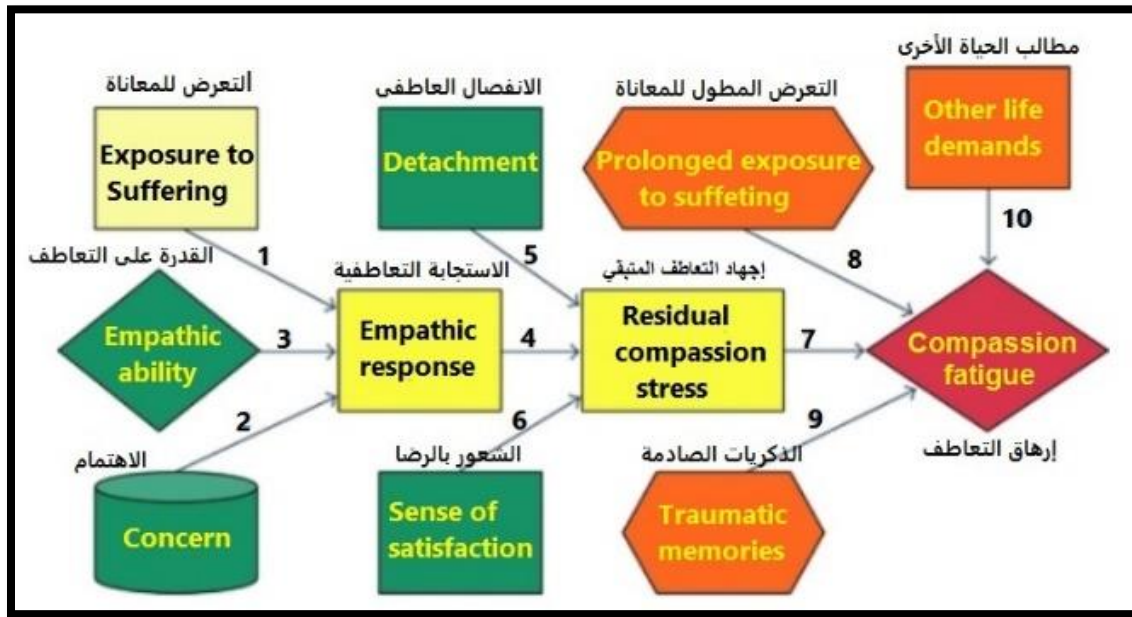 مطالب الحياة الأخرى
Other life
demands
10
ألتعرض للمعاناة
Exposure to
Suffering
1
الانفصال العاطفى
Detachment
5
التعرض المطول للمعاناة
Prolonged exposure
to suffeting
8
القدرة على التعاطف
Empathic
ability
3
الاستجابة التعاطفية
Empathic
response
4
إجهاد التعاطف المتبقي
Residual
compassion
stress
7
Compassion
fatigue
إرهاق التعاطف
2
الاهتمام
Concern
6
الشعور بالرضا
Sense of
satisfaction
9
الذكريات الصادمة
Traumatic
memories